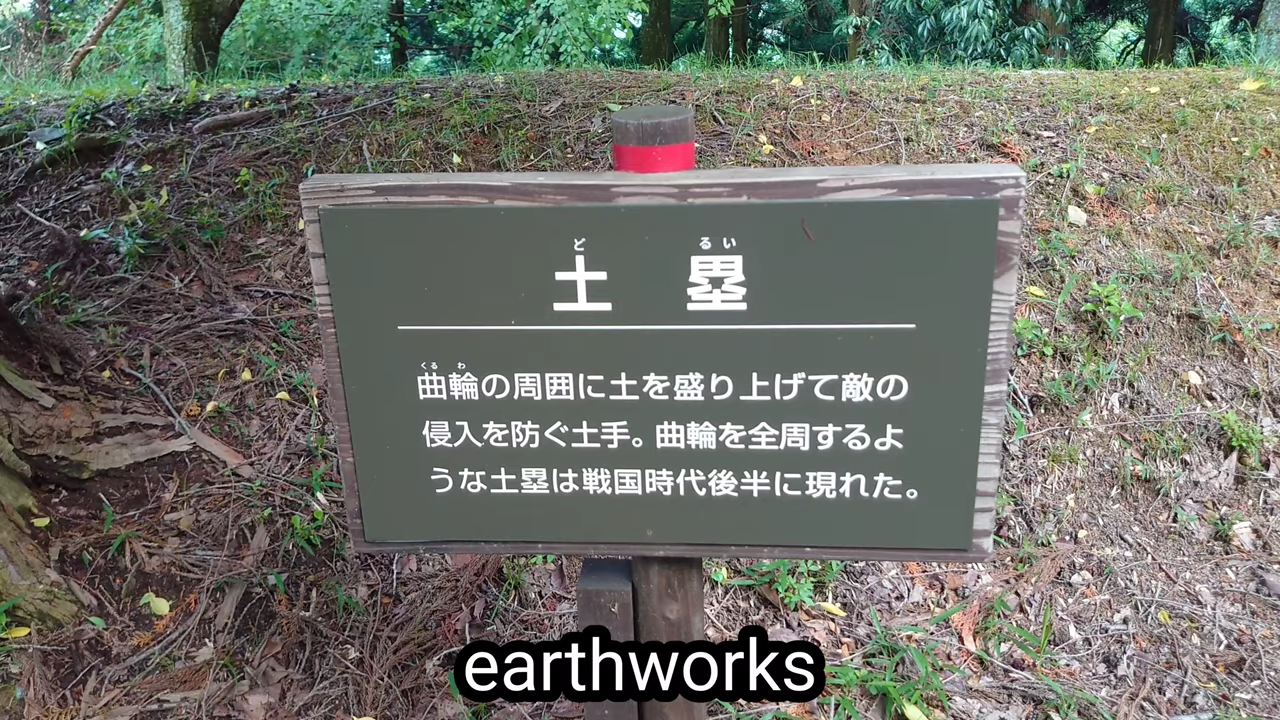 ど るい
土 塁
くる わ
曲輪の周囲に土を盛り上げて敵の
侵入を防ぐ土手。曲輪を全周するよ
うな土塁は戦国時代後半に現れた。
earthworks